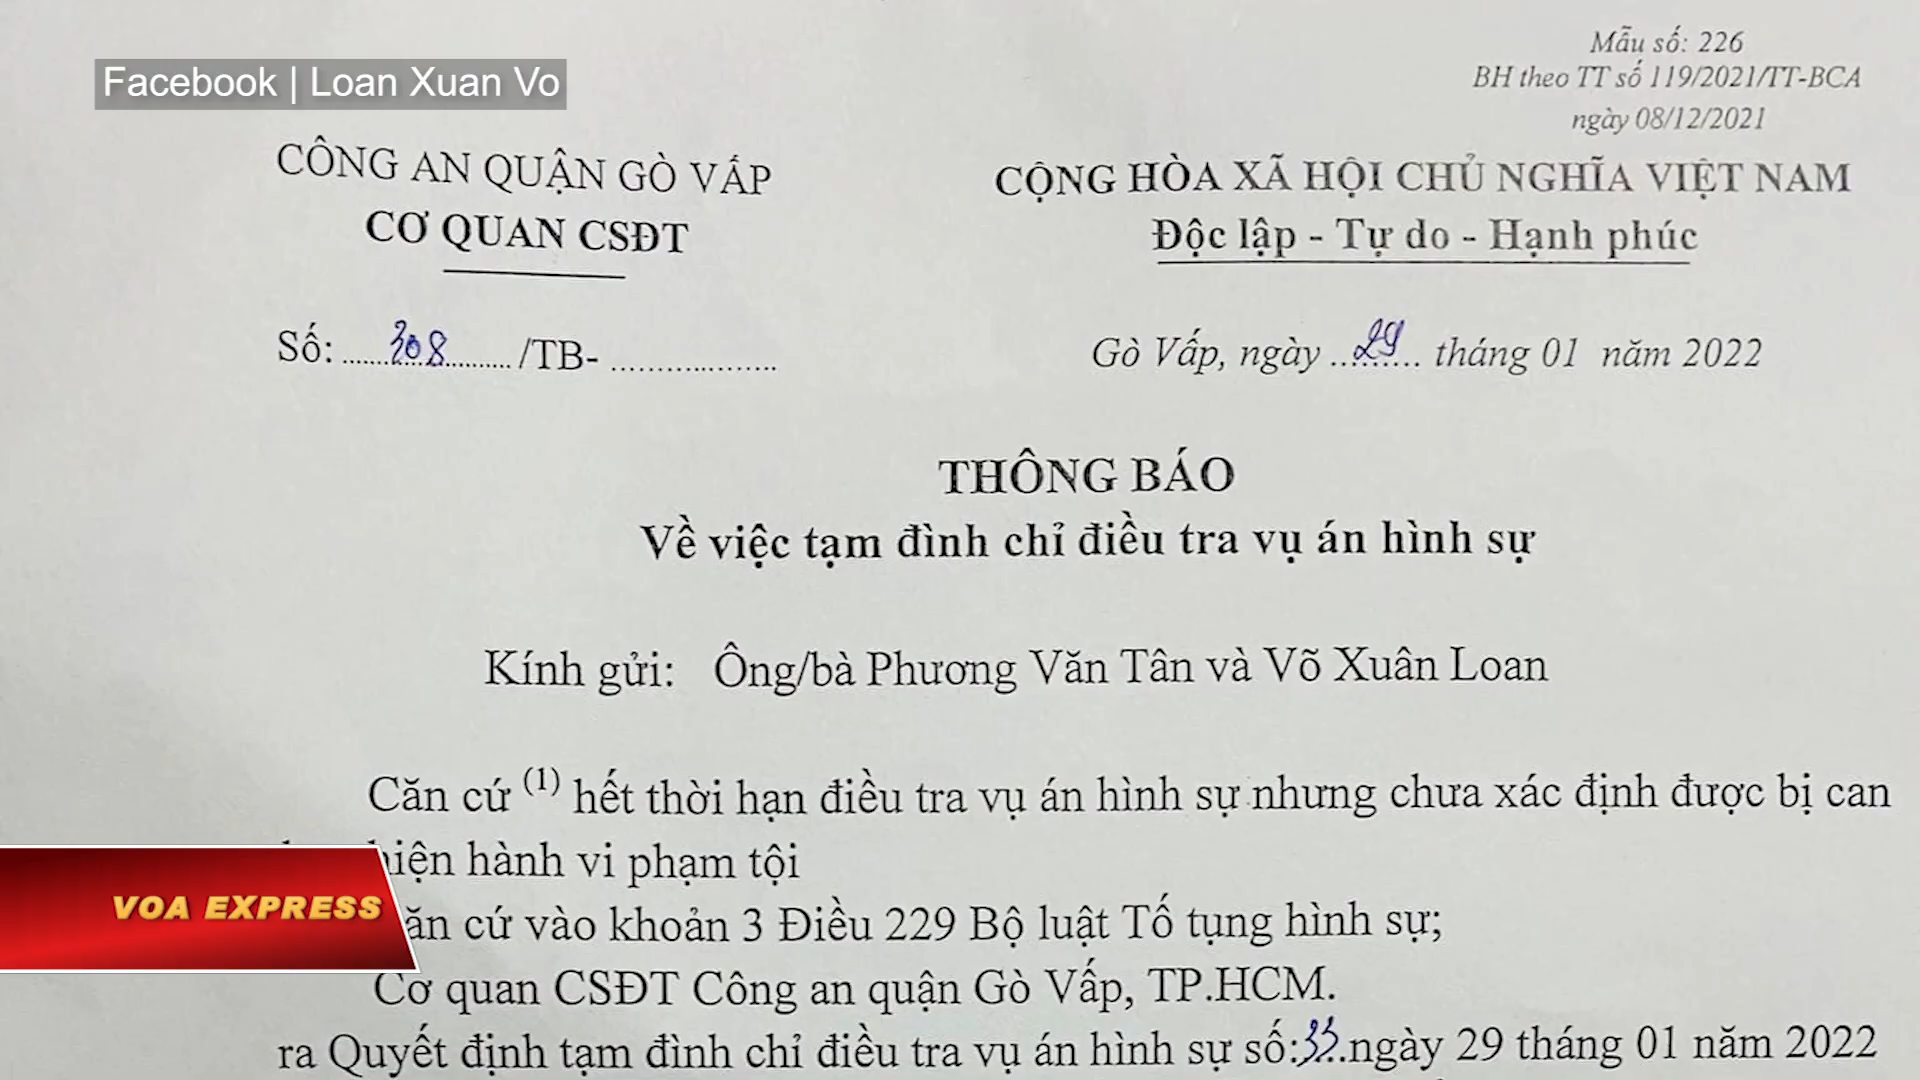 Mẫu số: 226
BH theo TT số 119/2021/TT-BCA
ngày 08/12/2021
Facebook | Loan Xuan Vo
CÔNG AN QUẬN GÒ VẤP
CƠ QUAN CSĐT
CỘNG HÒA XÃ HỘI CHỦ NGHĨA VIỆT NAM
Độc lập - Tự do - Hạnh phúc
Số: 308 /TB-
Gò Vấp, ngày 29 tháng 01 năm 2022
THÔNG BÁO
Về việc tạm đình chỉ điều tra vụ án hình sự
Kính gửi: Ông/bà Phương Văn Tân và Võ Xuân Loan
Căn cứ (1) hết thời hạn điều tra vụ án hình sự nhưng chưa xác định được bị can
hành vi phạm tội
cứ vào khoản 3 Điều 229 Bộ luật Tố tụng hình sự;
Cơ quan CSĐT Công an quận Gò Vấp, TP.HCM.
ra Quyết định tạm đình chỉ điều tra vụ án hình sự số: 33 ngày 29 tháng 01 năm 2022
VOA EXPRESS